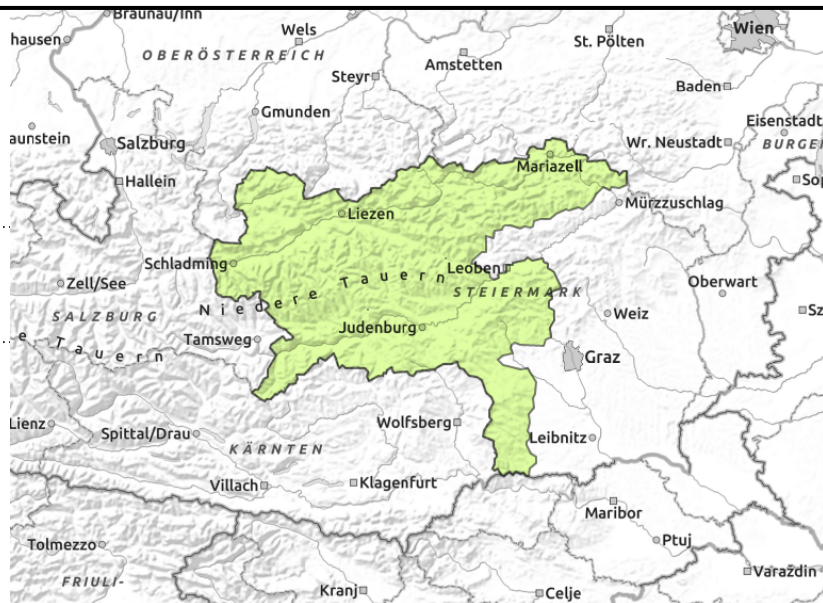 Braunau/Inn
hausen
Wels
OBERÖSTERREICH
St. Pölten
Wien
Amstetten
Steyr
Baden
Gmunden
Eisenstadt
aunstein
Salzburg
Wr. Neustadt
BURGE
Mariazell
Hallein
Sop
Mürzzuschlag
Liezen
Schladming
Leoben
Zell/See
Niedere Tauern
STEIERMARK
Oberwart
SALZBURG
Weiz
Sz
Judenburg
Tamsweg
e Tauern
Graz
Lienz
Wolfsberg
Spittal/Drau
Leibnitz
KÄRNTEN
Villach
Klagenfurt
Maribor
Tolmezzo
Ptuj
Varaždin
FRIULI-
Kranj
Celje